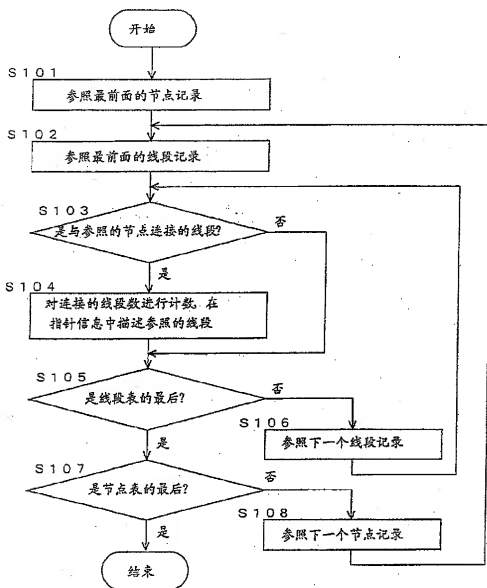 开始
S101
参照最前面的节点记录
S102
参照最前面的线段记录
S103
是与参照的节点连接的线段?
否
是
S104
对连接的线段数进行计数,在
指针信息中描述参照的线段
S105
是线段表的最后?
否
是
S106
参照下一个线段记录
S107
是节点表的最后?
否
是
S108
参照下一个节点记录
结束